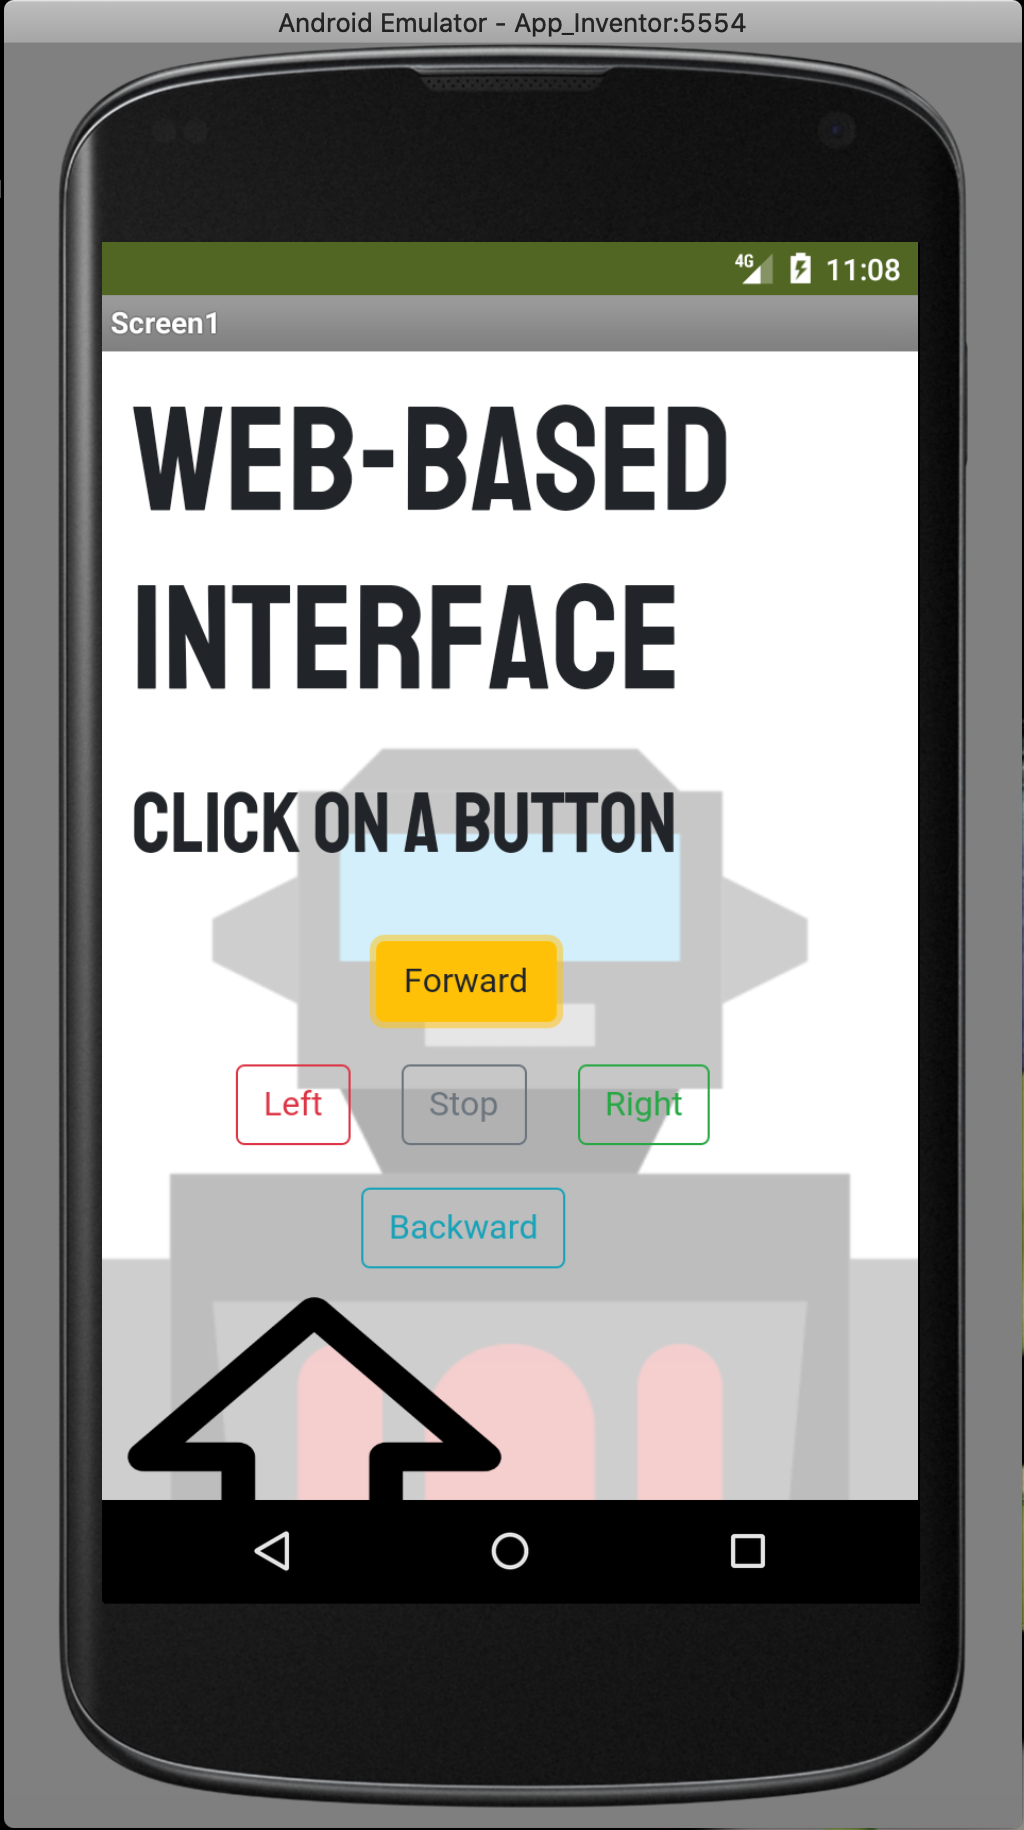 Android Emulator - App_Inventor:5554
4G 11:08
Screen1
WEB-BASED
INTERFACE
CLICK ON A BUTTON
Forward
Left Stop Right
Backward